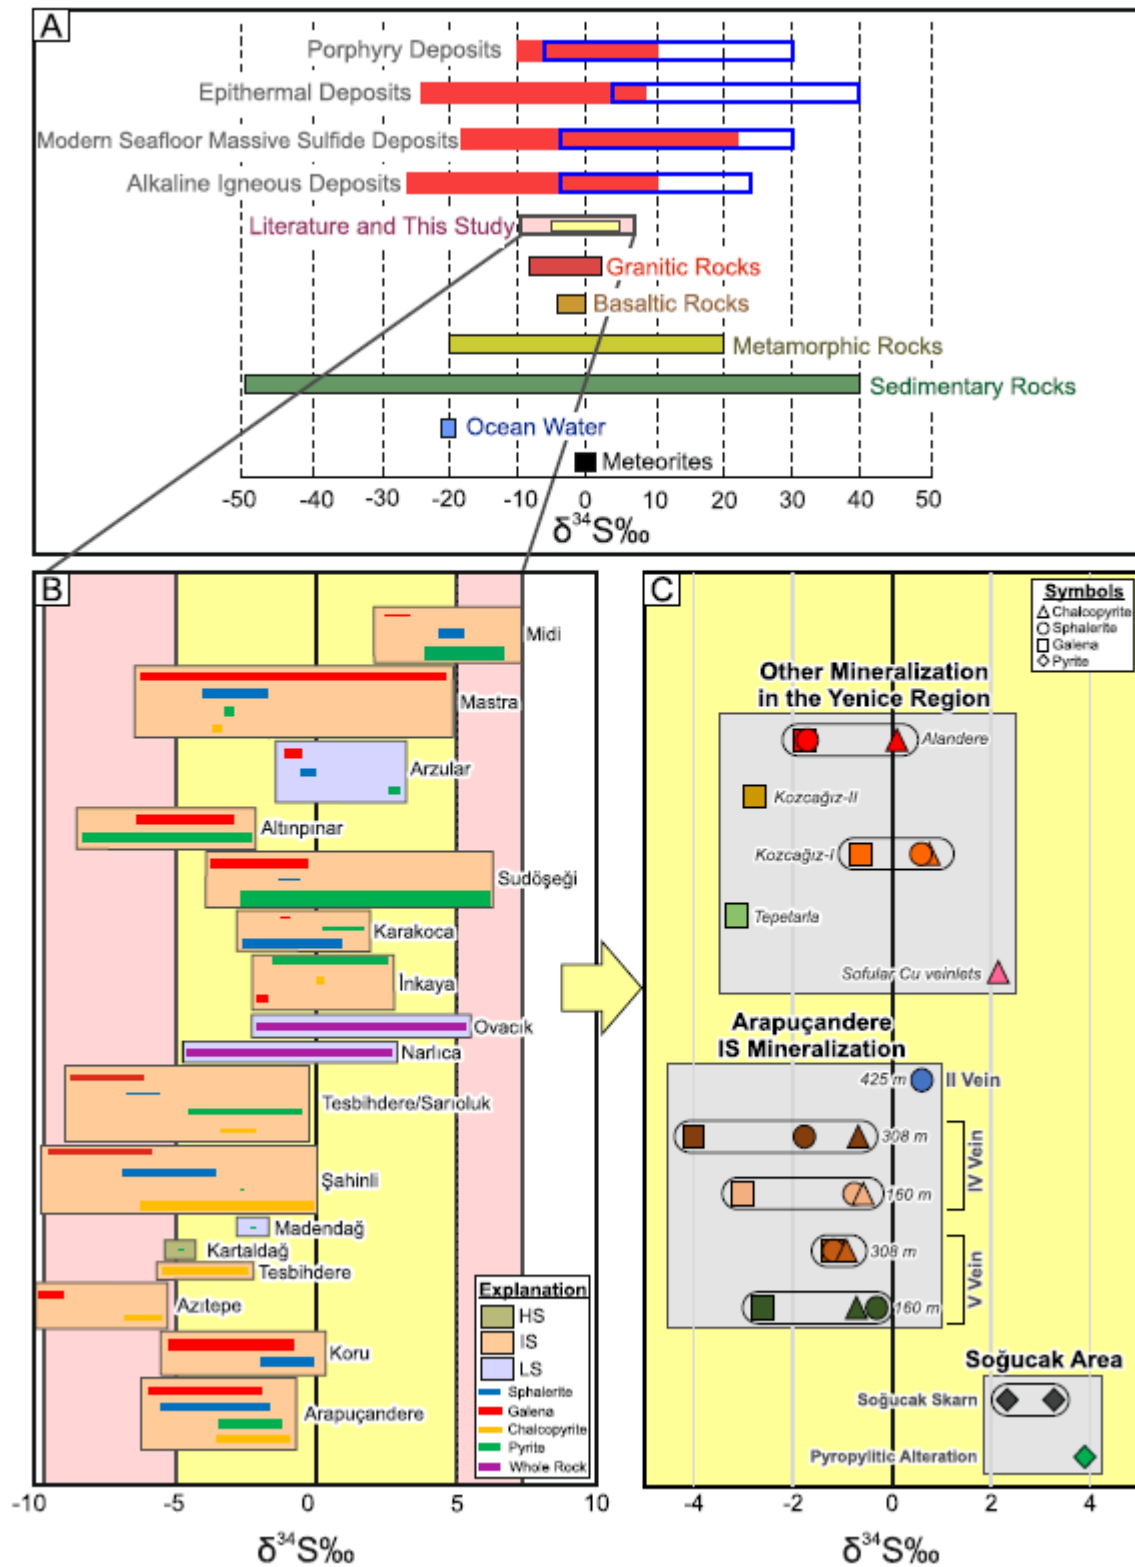 A
Porphyry Deposits
Epithermal Deposits
Modern Seafloor Massive Sulfide Deposits
Alkaline Igneous Deposits
Literature and This Study
Granitic Rocks
Basaltic Rocks
Metamorphic Rocks
Sedimentary Rocks
Ocean Water
Meteorites
-50 -40 -30 -20 -10 0 10 20 30 40 50
δ³⁴S‰
B
Midi
Mastra
Arzular
Altınpınar
Sudöşeği
Karakoca
İnkaya
Ovacık
Narlıca
Tesbihdere/Sarıoluk
Şahinli
Madendağ
Kartaldağ
Tesbihdere
Azıtepe
Koru
Arapuçandere
Explanation
HS
IS
LS
Sphalerite
Galena
Chalcopyrite
Pyrite
Whole Rock
-10 -5 0 5 10
δ³⁴S‰
C
Symbols
Chalcopyrite
Sphalerite
Galena
Pyrite
Other Mineralization
in the Yenice Region
Alandere
Kozcağız-II
Kozcağız-I
Tepetarla
Sofular Cu veinlets
Arapuçandere
IS Mineralization
425 m II Vein
308 m
160 m
IV Vein
308 m
160 m
V Vein
Soğucak Area
Soğucak Skarn
Pyropylitic Alteration
-4 -2 0 2 4
δ³⁴S‰